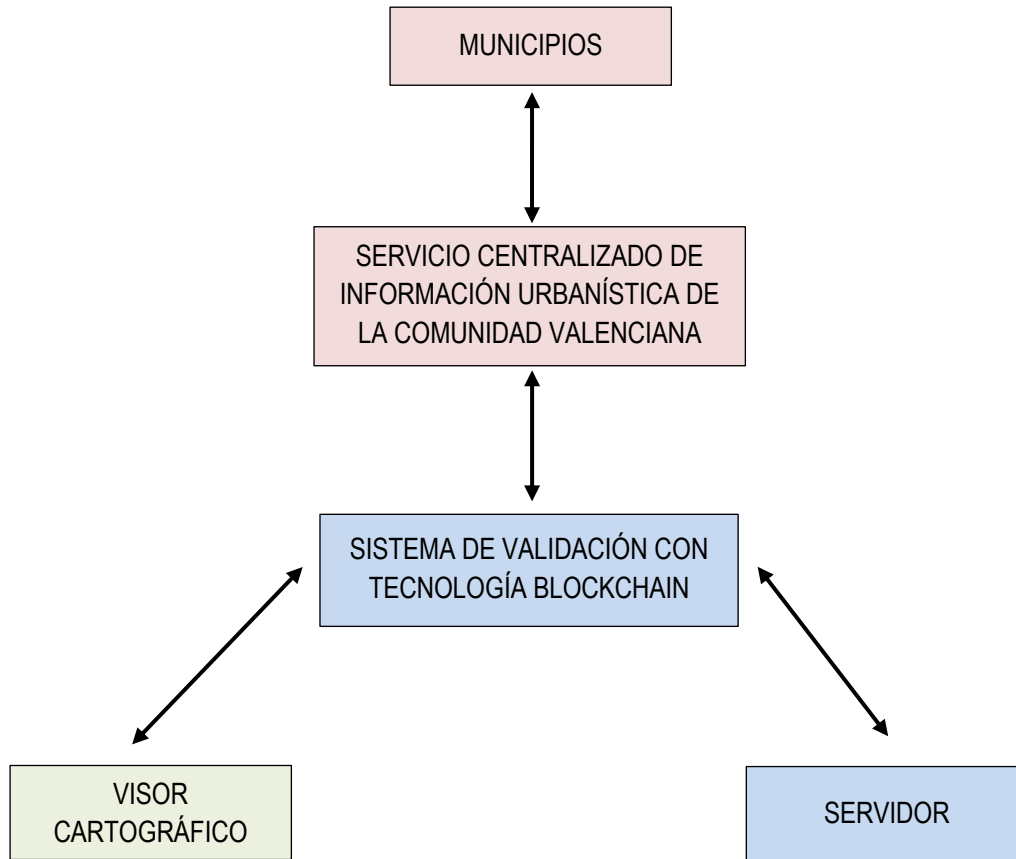 MUNICIPIOS
SERVICIO CENTRALIZADO DE
INFORMACIÓN URBANÍSTICA DE
LA COMUNIDAD VALENCIANA
SISTEMA DE VALIDACIÓN CON
TECNOLOGÍA BLOCKCHAIN
VISOR
CARTOGRÁFICO
SERVIDOR